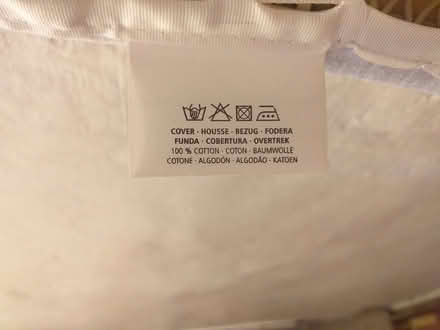 COVER · HOUSSE · BEZUG · FODERA
FUNDA · COBERTURA · OVERTREK
100 % COTTON · COTON · BAUMWOLLE
COTONE · ALGODÓN · ALGODÃO · KATOEN